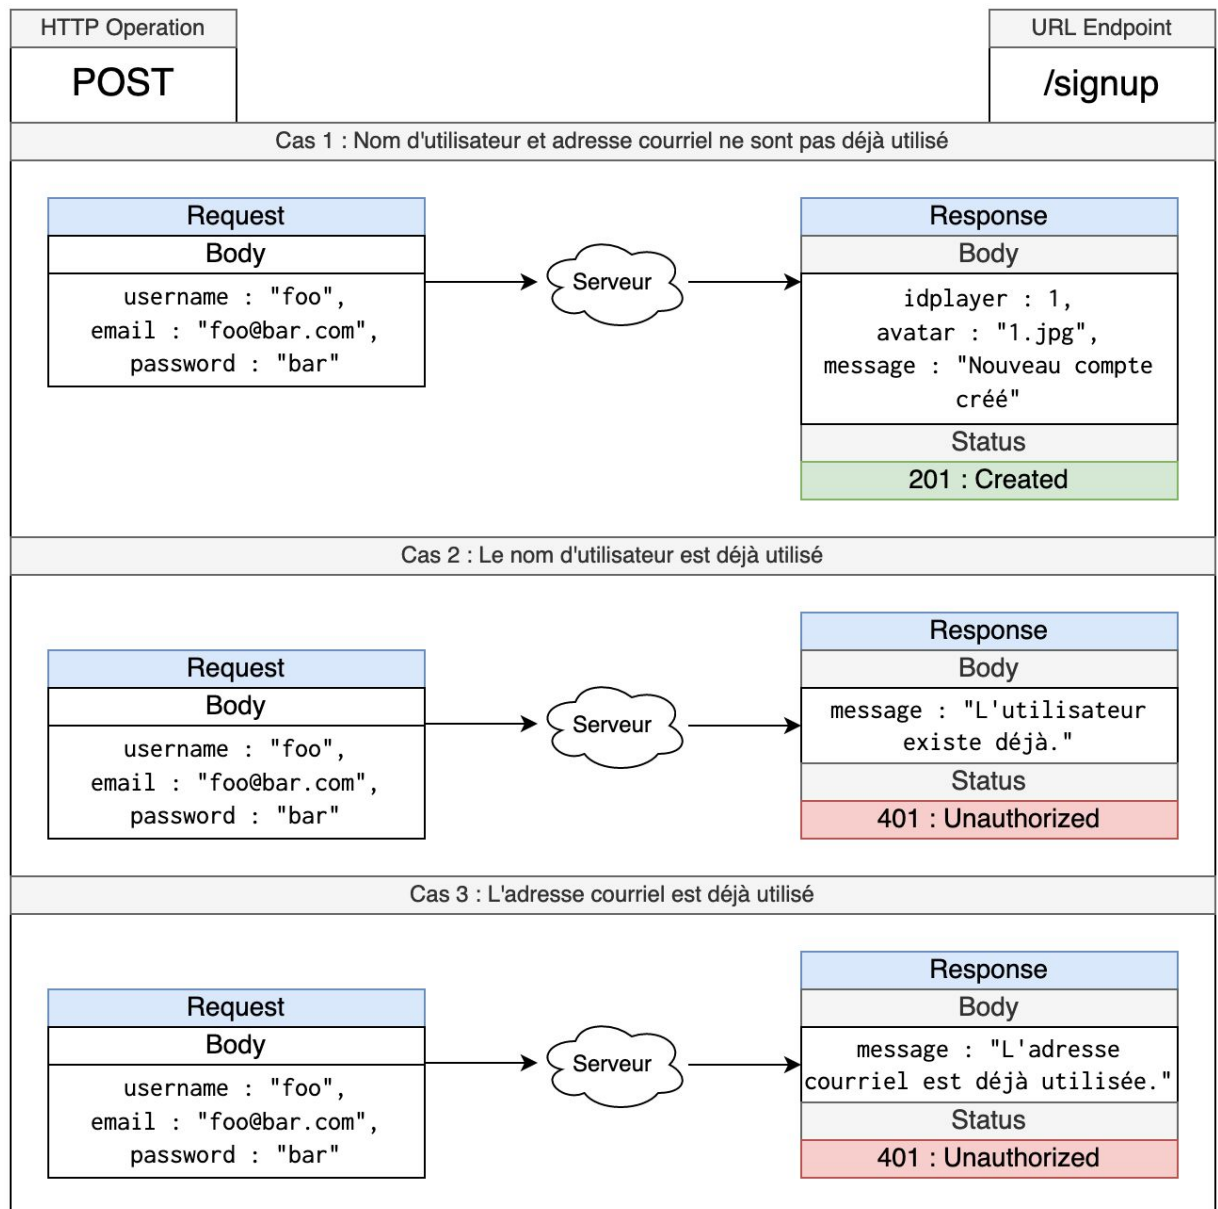 HTTP Operation
URL Endpoint
POST
/signup
Cas 1 : Nom d'utilisateur et adresse courriel ne sont pas déjà utilisé
Request
Body
username : "foo",
email : "foo@bar.com",
password : "bar"
Serveur
Response
Body
idplayer : 1,
avatar : "1.jpg",
message : "Nouveau compte
créé"
Status
201 : Created
Cas 2 : Le nom d'utilisateur est déjà utilisé
Request
Body
username : "foo",
email : "foo@bar.com",
password : "bar"
Serveur
Response
Body
message : "L'utilisateur
existe déjà."
Status
401 : Unauthorized
Cas 3 : L'adresse courriel est déjà utilisé
Request
Body
username : "foo",
email : "foo@bar.com",
password : "bar"
Serveur
Response
Body
message : "L'adresse
courriel est déjà utilisée."
Status
401 : Unauthorized